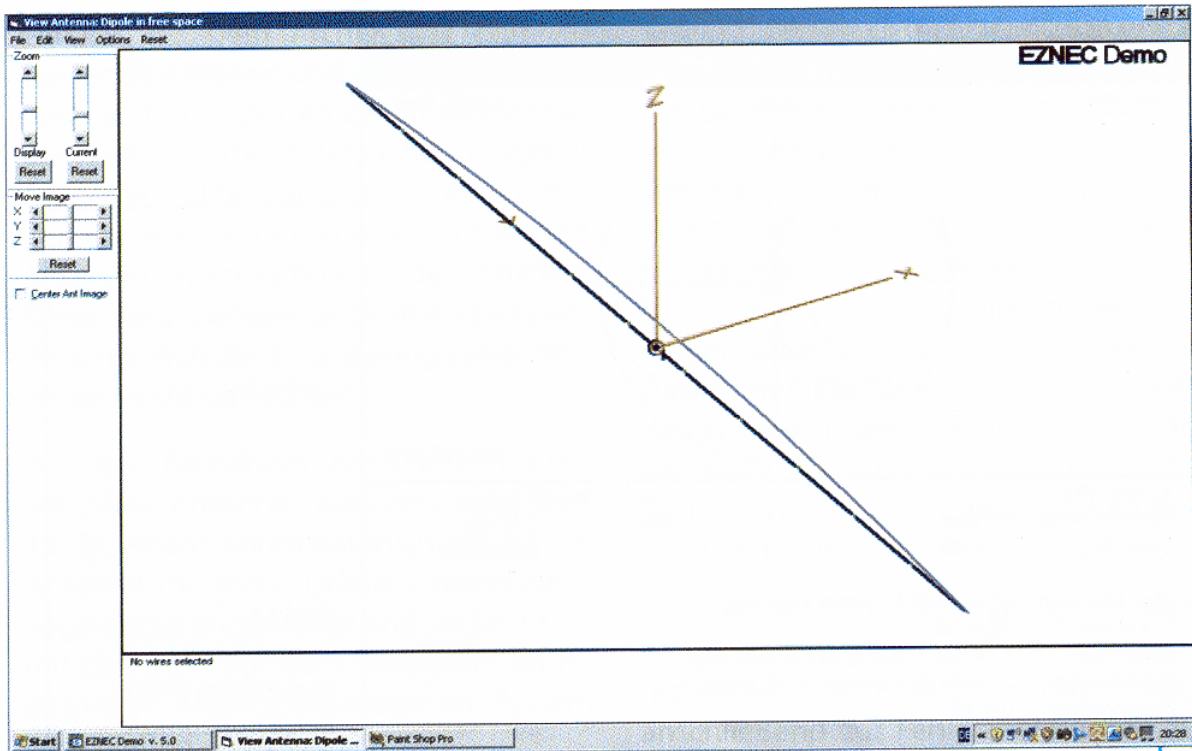 View Antenna: Dipole in free space
File Edit View Options Reset
Zoom
Display Current
Reset Reset
Move Image
X
Y
Z
Reset
Center Ant Image
EZNEC Demo
Z
X
Y
No wires selected
Start EZNEC Demo v. 5.0 View Antenna: Dipole ... Paint Shop Pro
DE « 20:28